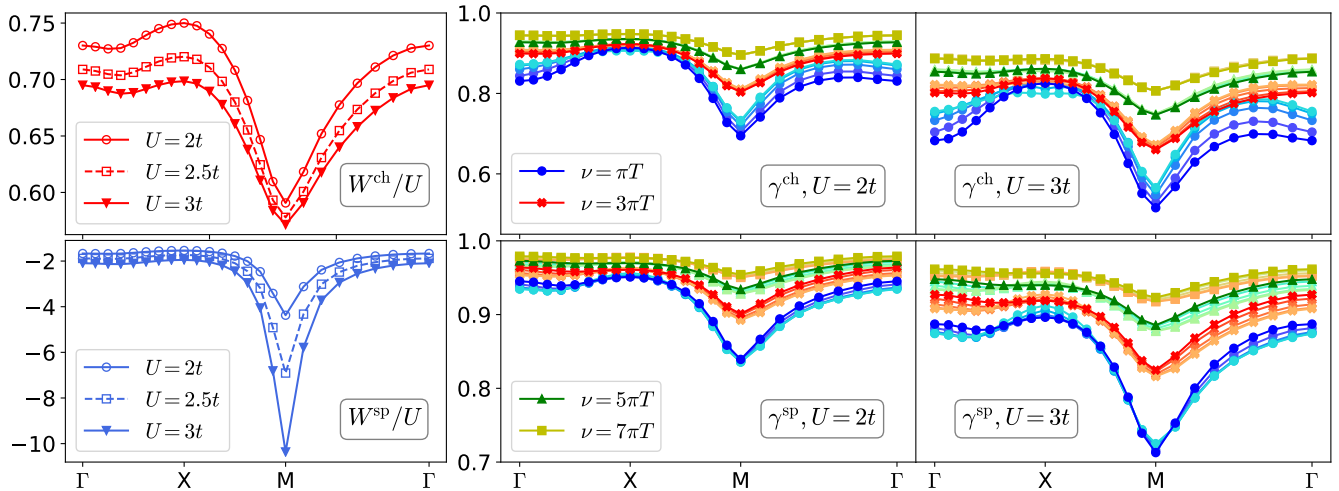 0.75
0.70
0.65
0.60
U = 2t
U = 2.5t
U = 3t
W^ch/U
1.0
0.8
0.6
ν = πT
ν = 3πT
γ^ch, U = 2t
γ^ch, U = 3t
−2
−4
−6
−8
−10
U = 2t
U = 2.5t
U = 3t
W^sp/U
Γ X M Γ
1.0
0.9
0.8
0.7
ν = 5πT
ν = 7πT
γ^sp, U = 2t
Γ X M Γ
γ^sp, U = 3t
Γ X M Γ